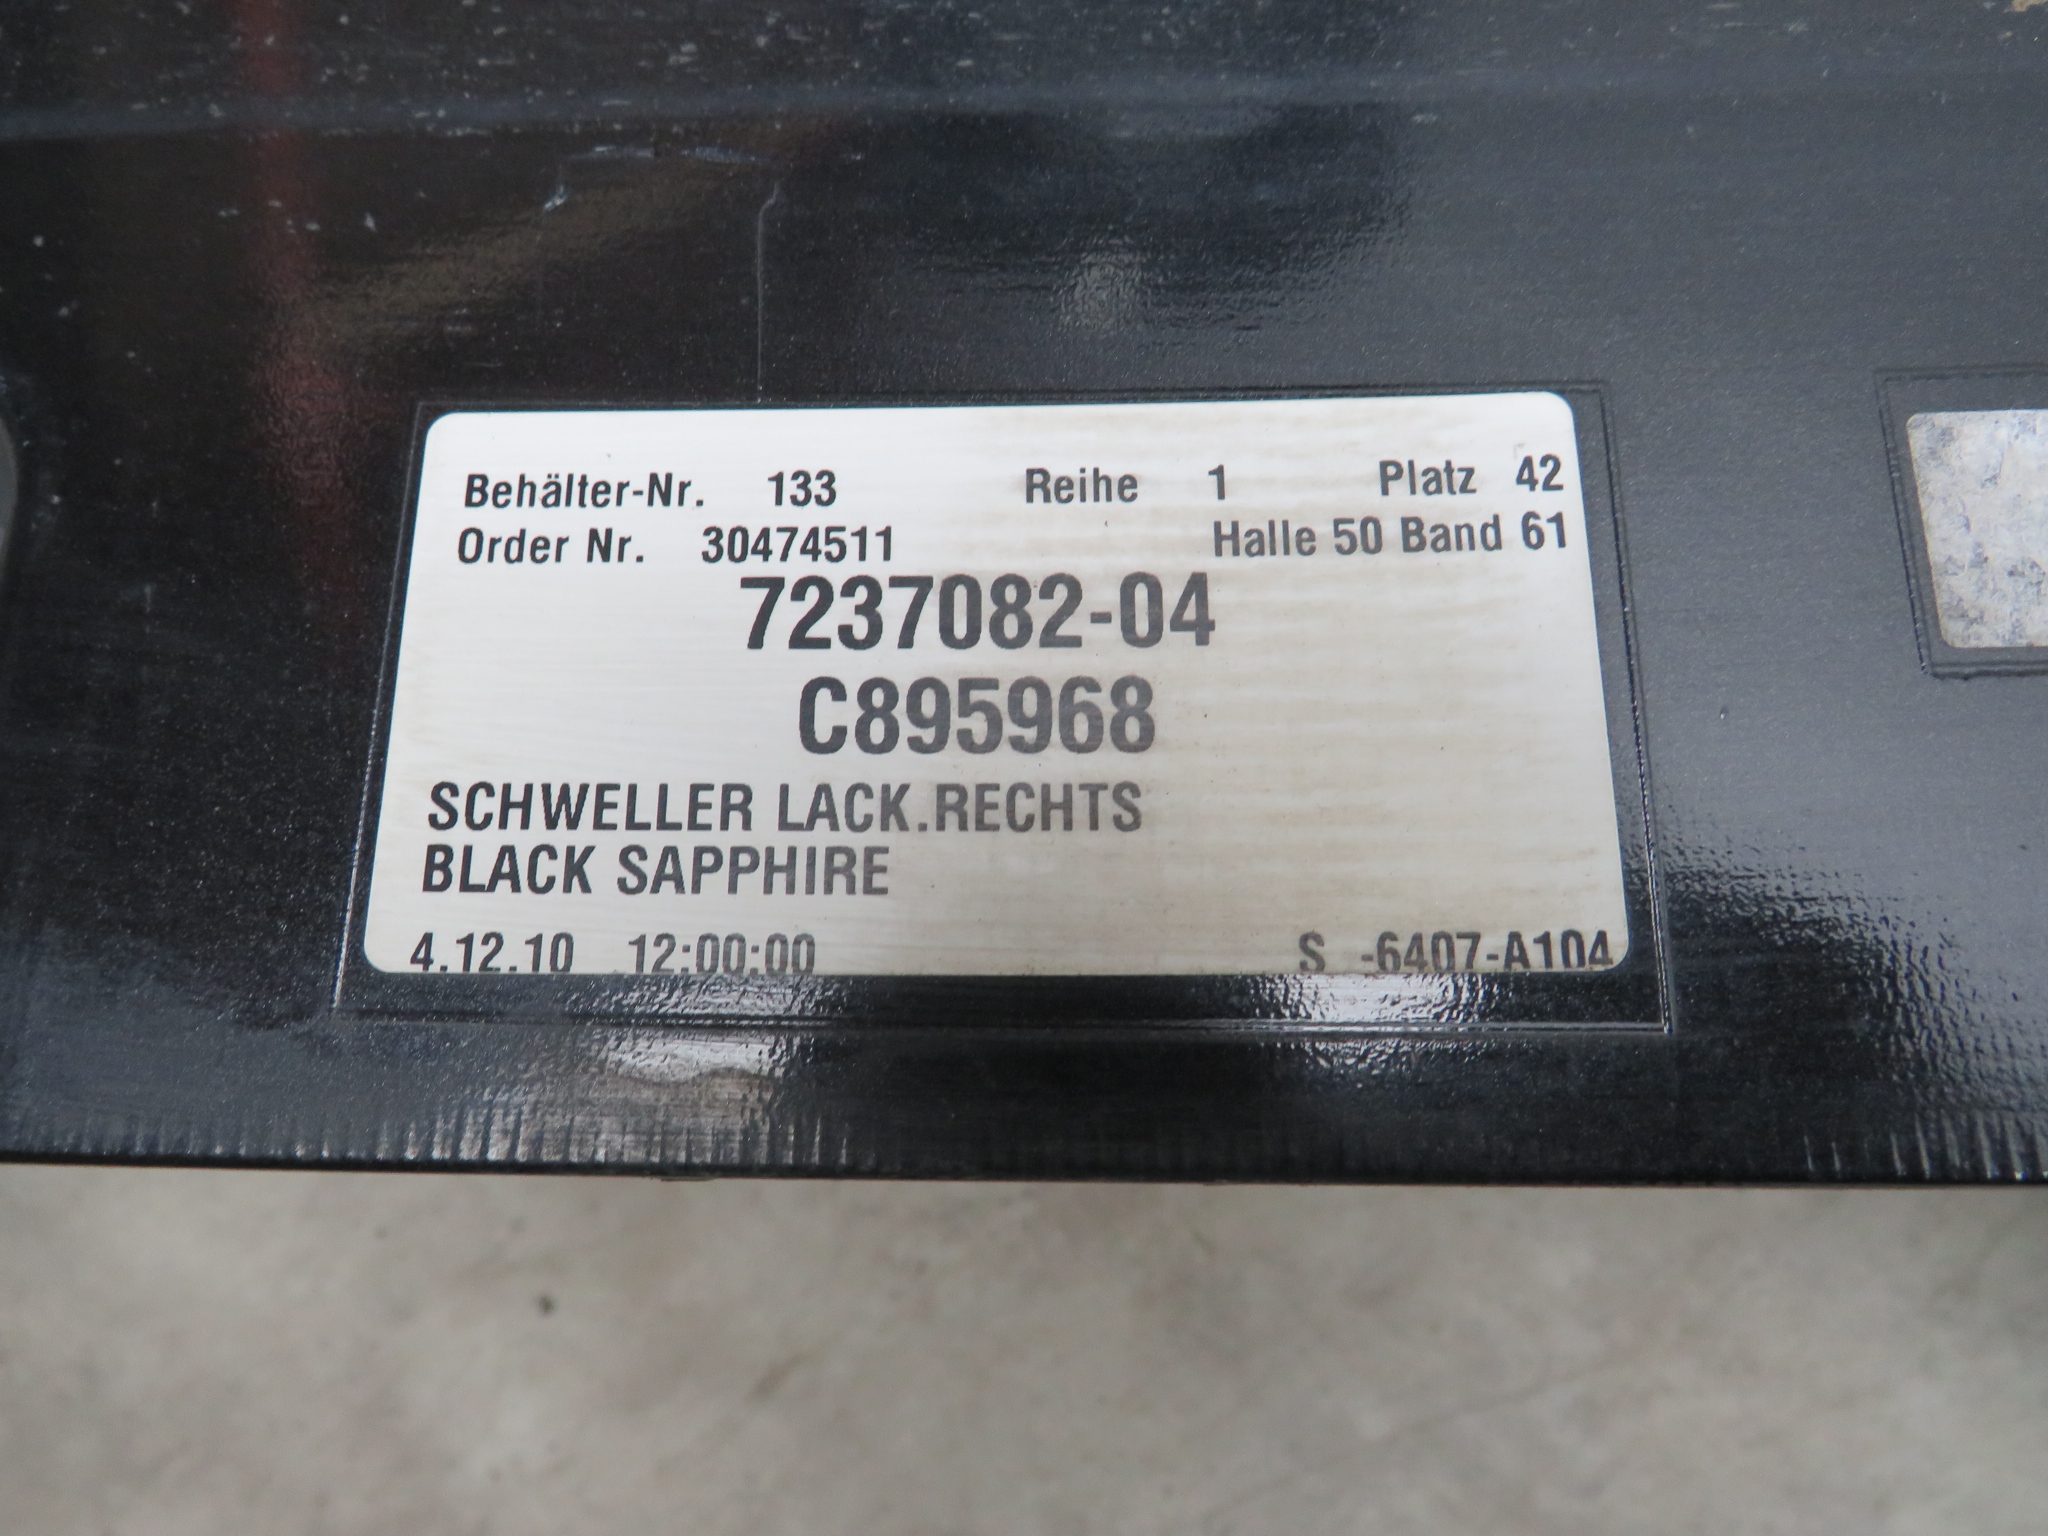 Behälter-Nr. 133 Reihe 1 Platz 42
Order Nr. 30474511 Halle 50 Band 61
7237082-04
C895968
SCHWELLER LACK.RECHTS
BLACK SAPPHIRE
4.12.10 12:00:00 S -6407-A104